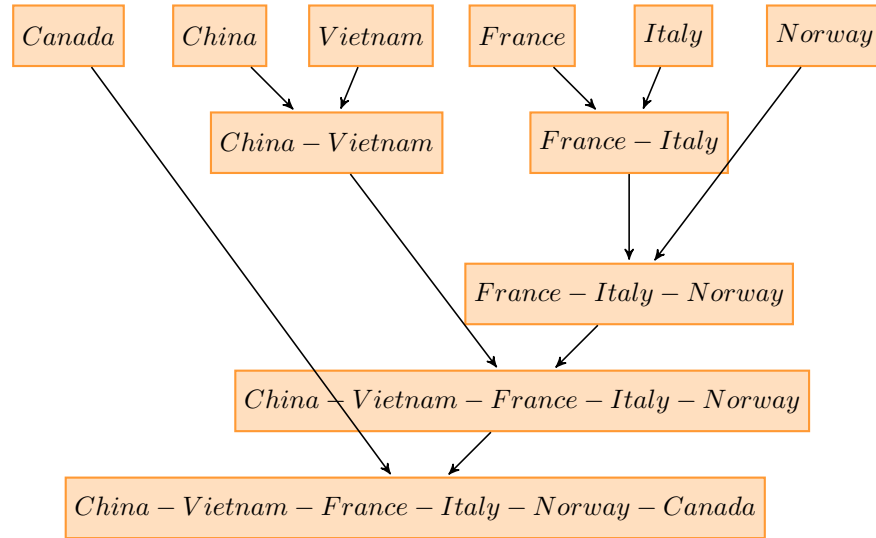 Canada China Vietnam France Italy Norway
China – Vietnam France – Italy
France – Italy – Norway
China – Vietnam – France – Italy – Norway
China – Vietnam – France – Italy – Norway – Canada